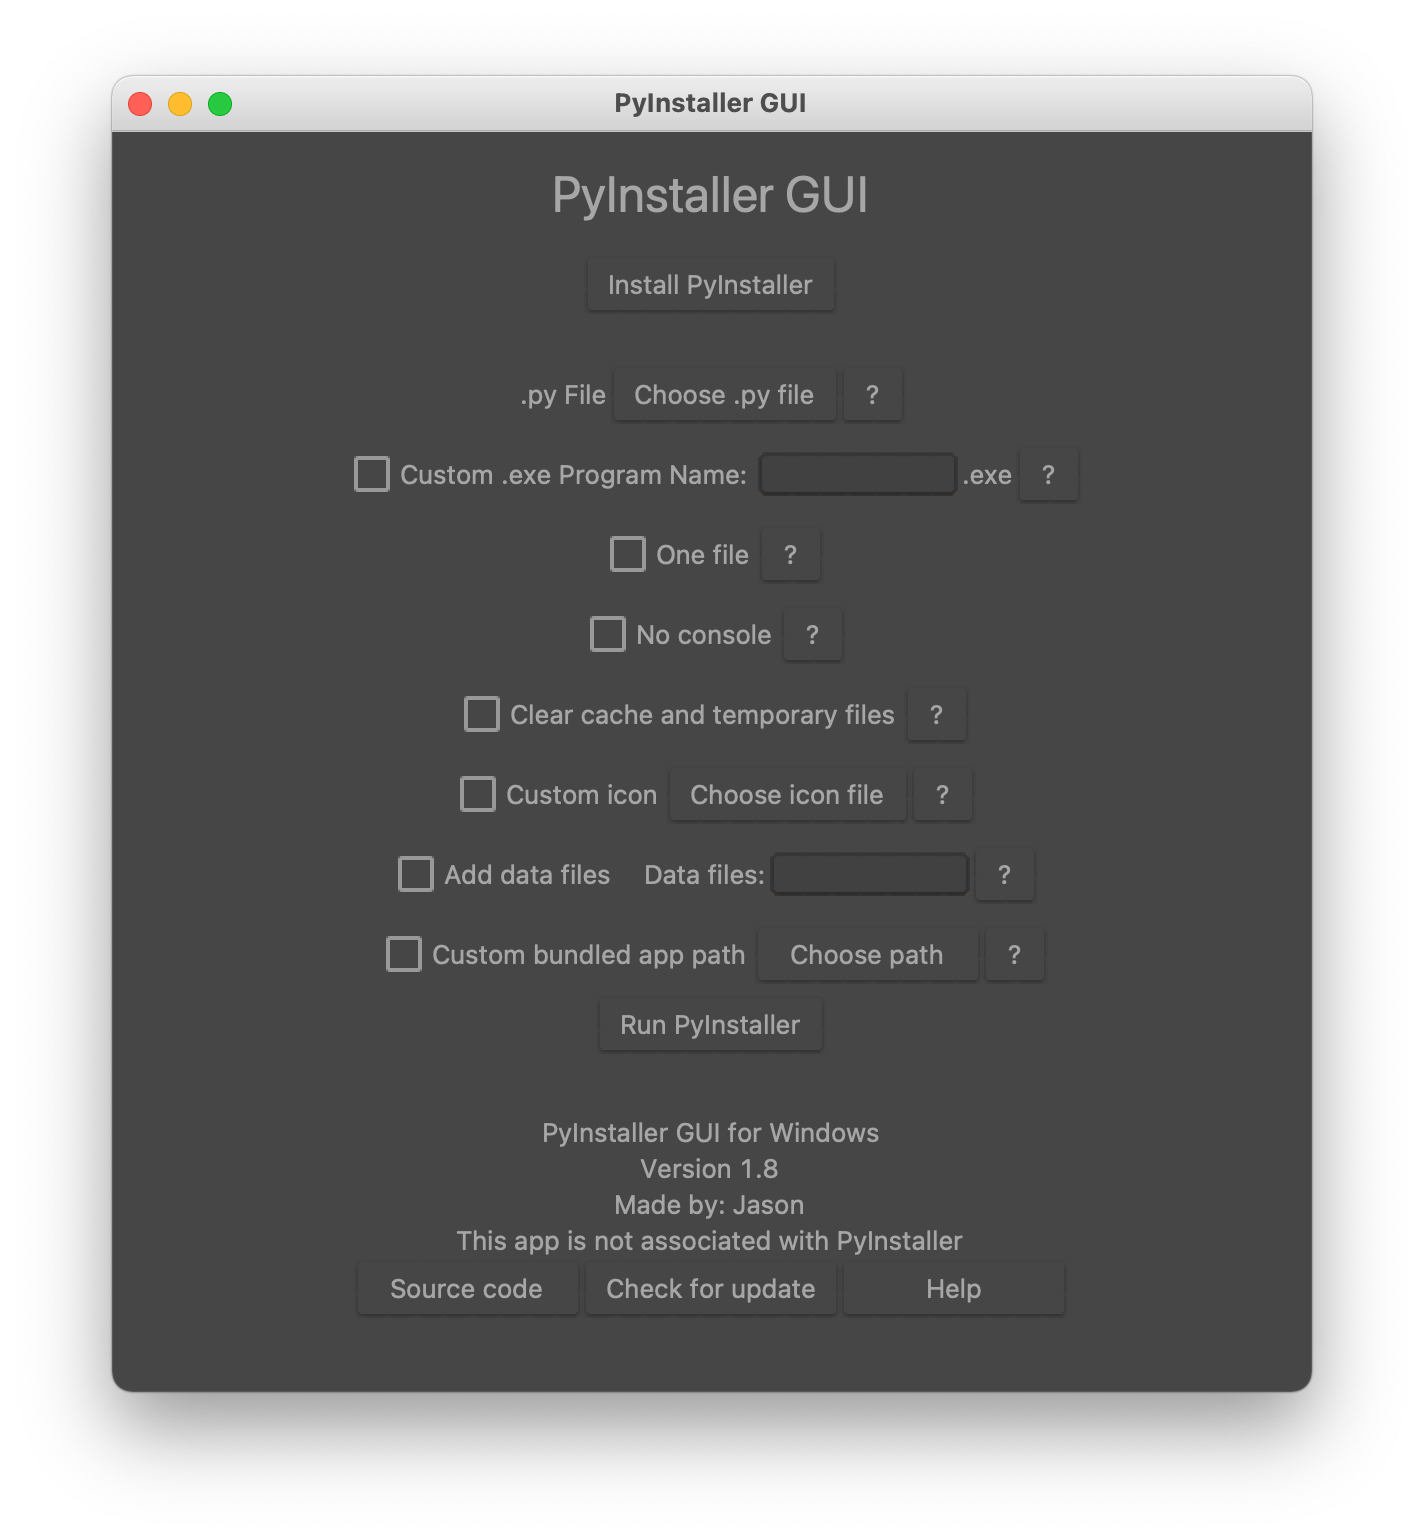 PyInstaller GUI
PyInstaller GUI
Install PyInstaller
.py File Choose .py file ?
Custom .exe Program Name: .exe ?
One file ?
No console ?
Clear cache and temporary files ?
Custom icon Choose icon file ?
Add data files Data files: ?
Custom bundled app path Choose path ?
Run PyInstaller
PyInstaller GUI for Windows
Version 1.8
Made by: Jason
This app is not associated with PyInstaller
Source code Check for update Help